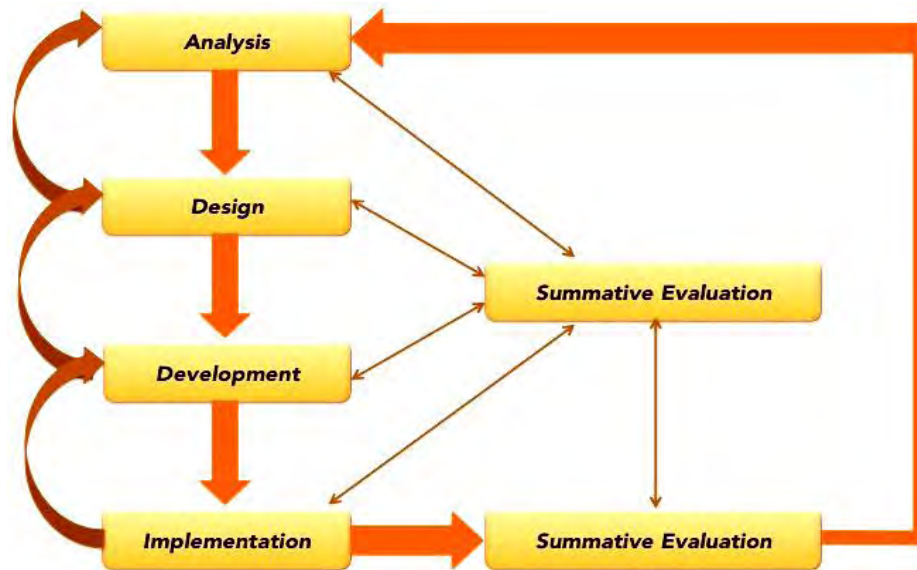 Analysis
Design
Summative Evaluation
Development
Implementation
Summative Evaluation